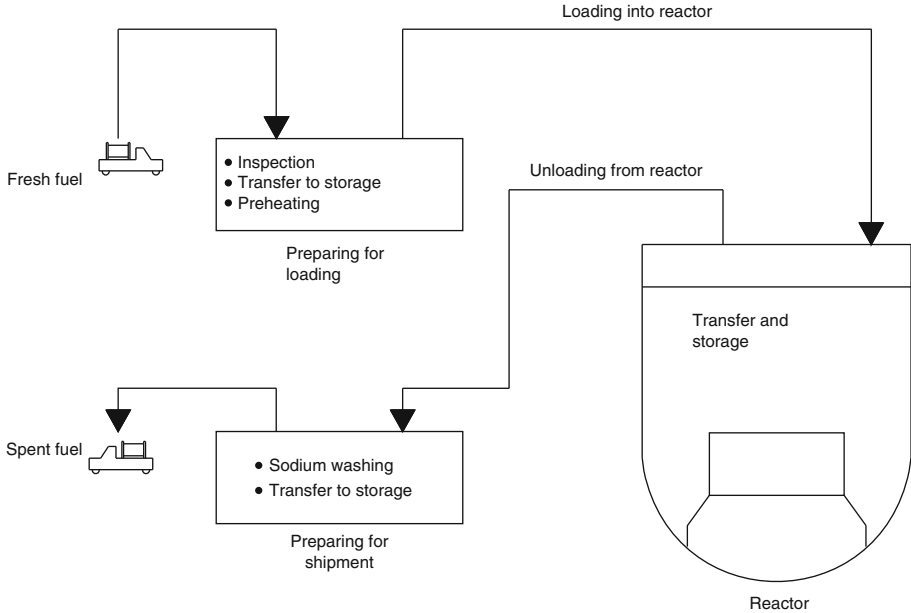 Loading into reactor
Fresh fuel
• Inspection
• Transfer to storage
• Preheating
Preparing for
loading
Unloading from reactor
Transfer and
storage
Spent fuel
• Sodium washing
• Transfer to storage
Preparing for
shipment
Reactor